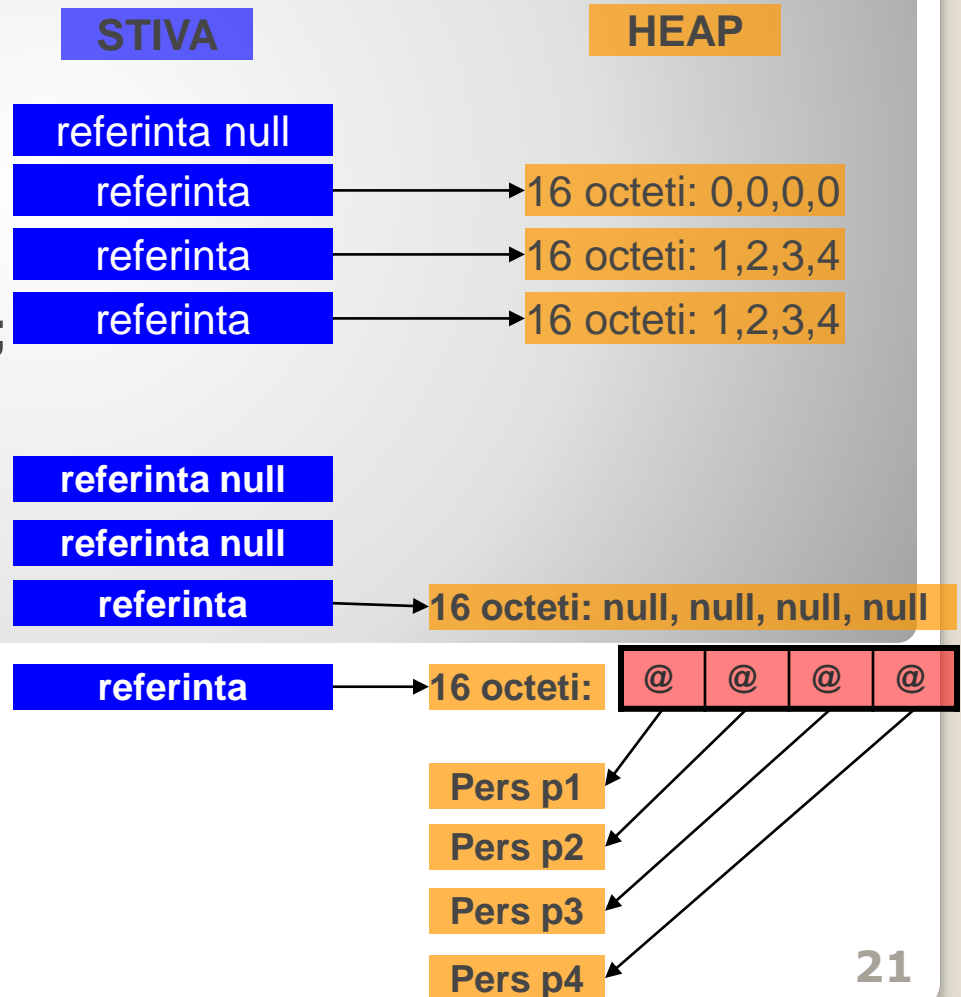 STIVA HEAP
referinta null
referinta 16 octeti: 0,0,0,0
referinta 16 octeti: 1,2,3,4
; referinta 16 octeti: 1,2,3,4
referinta null
referinta null
referinta 16 octeti: null, null, null, null
referinta 16 octeti: @ @ @ @
Pers p1
Pers p2
Pers p3
Pers p4
21